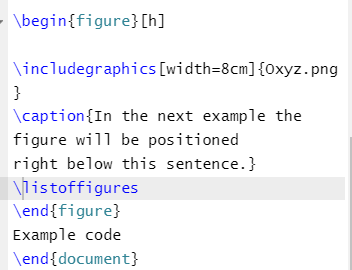 \begin{figure}[h]
\includegraphics[width=8cm]{Oxyz.png
}
\caption{In the next example the
figure will be positioned
right below this sentence.}
\listoffigures
\end{figure}
Example code
\end{document}